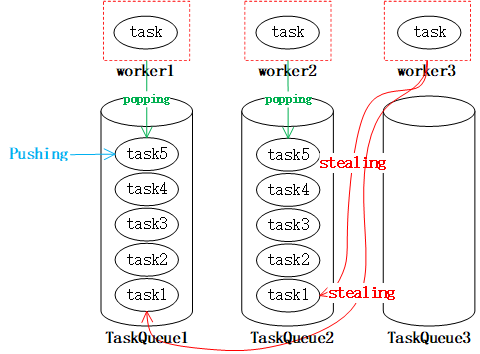 task task task
worker1 worker2 worker3
popping popping
Pushing task5 task5 stealing
task4 task4
task3 task3
task2 task2
task1 task1 stealing
TaskQueue1 TaskQueue2 TaskQueue3